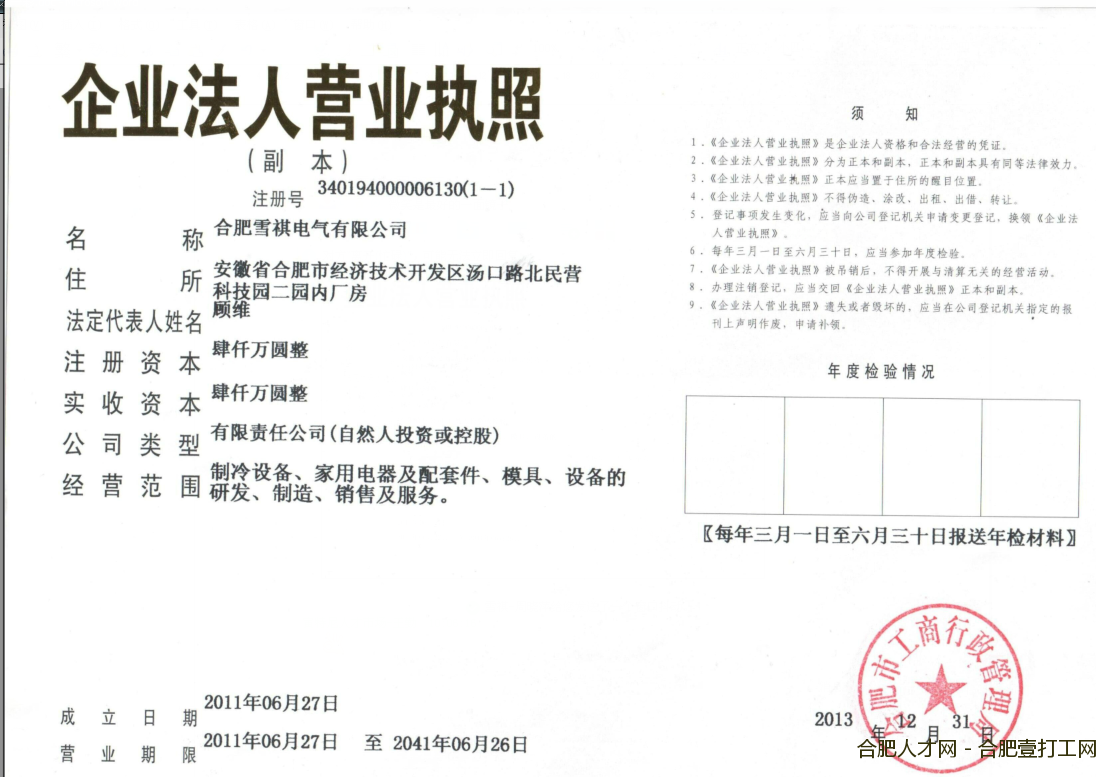 企业法人营业执照
（副 本）
注册号 340194000006130(1-1)
名 称 合肥雪祺电气有限公司
住 所 安徽省合肥市经济技术开发区汤口路北民营
科技园二园内厂房
法定代表人姓名 顾维
注 册 资 本 肆仟万圆整
实 收 资 本 肆仟万圆整
公 司 类 型 有限责任公司(自然人投资或控股)
经 营 范 围 制冷设备、家用电器及配套件、模具、设备的
研发、制造、销售及服务。
成 立 日 期 2011年06月27日
营 业 期 限 2011年06月27日 至 2041年06月26日
须 知
1．《企业法人营业执照》是企业法人资格和合法经营的凭证。
2．《企业法人营业执照》分为正本和副本，正本和副本具有同等法律效力。
3．《企业法人营业执照》正本应当置于住所的醒目位置。
4．《企业法人营业执照》不得伪造、涂改、出租、出借、转让。
5．登记事项发生变化，应当向公司登记机关申请变更登记，换领《企业法
人营业执照》。
6．每年三月一日至六月三十日，应当参加年度检验。
7．《企业法人营业执照》被吊销后，不得开展与清算无关的经营活动。
8．办理注销登记，应当交回《企业法人营业执照》正本和副本。
9．《企业法人营业执照》遗失或者毁坏的，应当在公司登记机关指定的报
刊上声明作废，申请补领。
年度检验情况
〖每年三月一日至六月三十日报送年检材料〗
合肥市工商行政管理局
2013 年 12 月 31 日
合肥人才网 - 合肥壹打工网